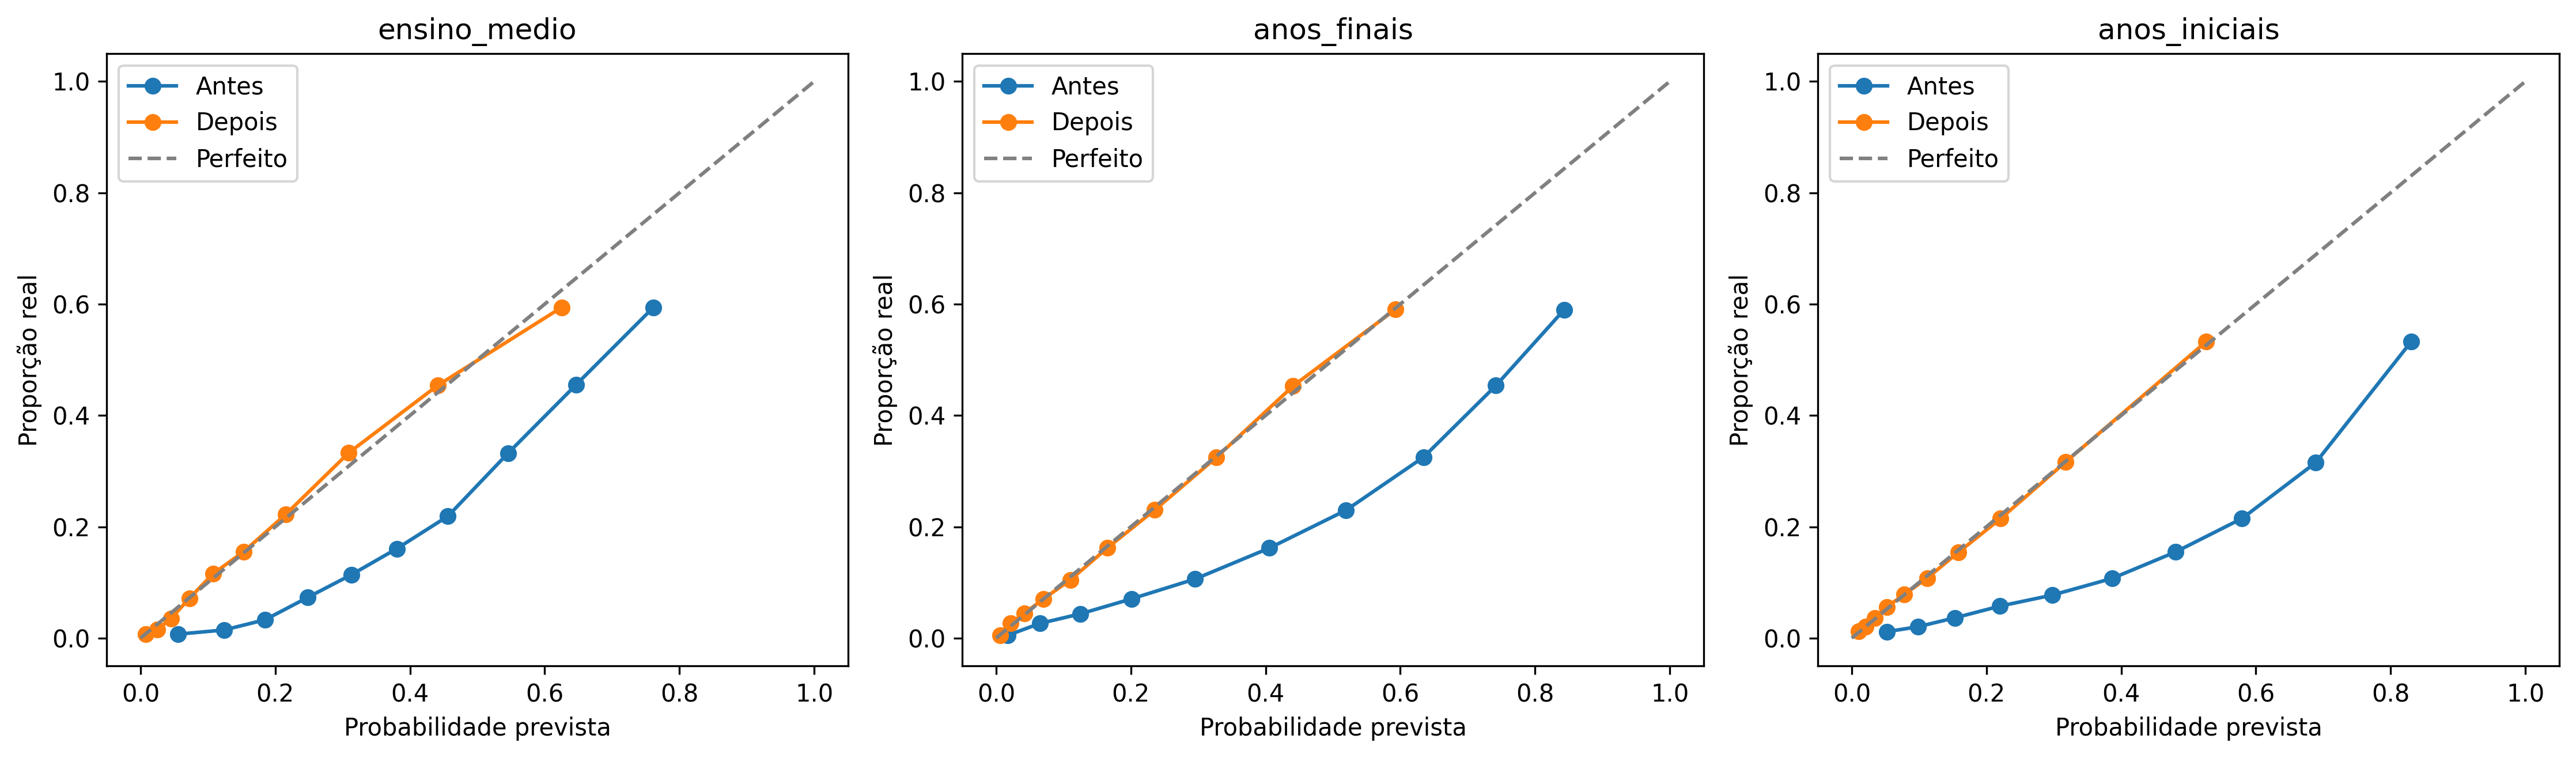 ensino_medio
Antes
Depois
Perfeito
1.0
0.8
0.6
0.4
0.2
0.0
Proporção real
0.0 0.2 0.4 0.6 0.8 1.0
Probabilidade prevista
anos_finais
Antes
Depois
Perfeito
1.0
0.8
0.6
0.4
0.2
0.0
Proporção real
0.0 0.2 0.4 0.6 0.8 1.0
Probabilidade prevista
anos_iniciais
Antes
Depois
Perfeito
1.0
0.8
0.6
0.4
0.2
0.0
Proporção real
0.0 0.2 0.4 0.6 0.8 1.0
Probabilidade prevista